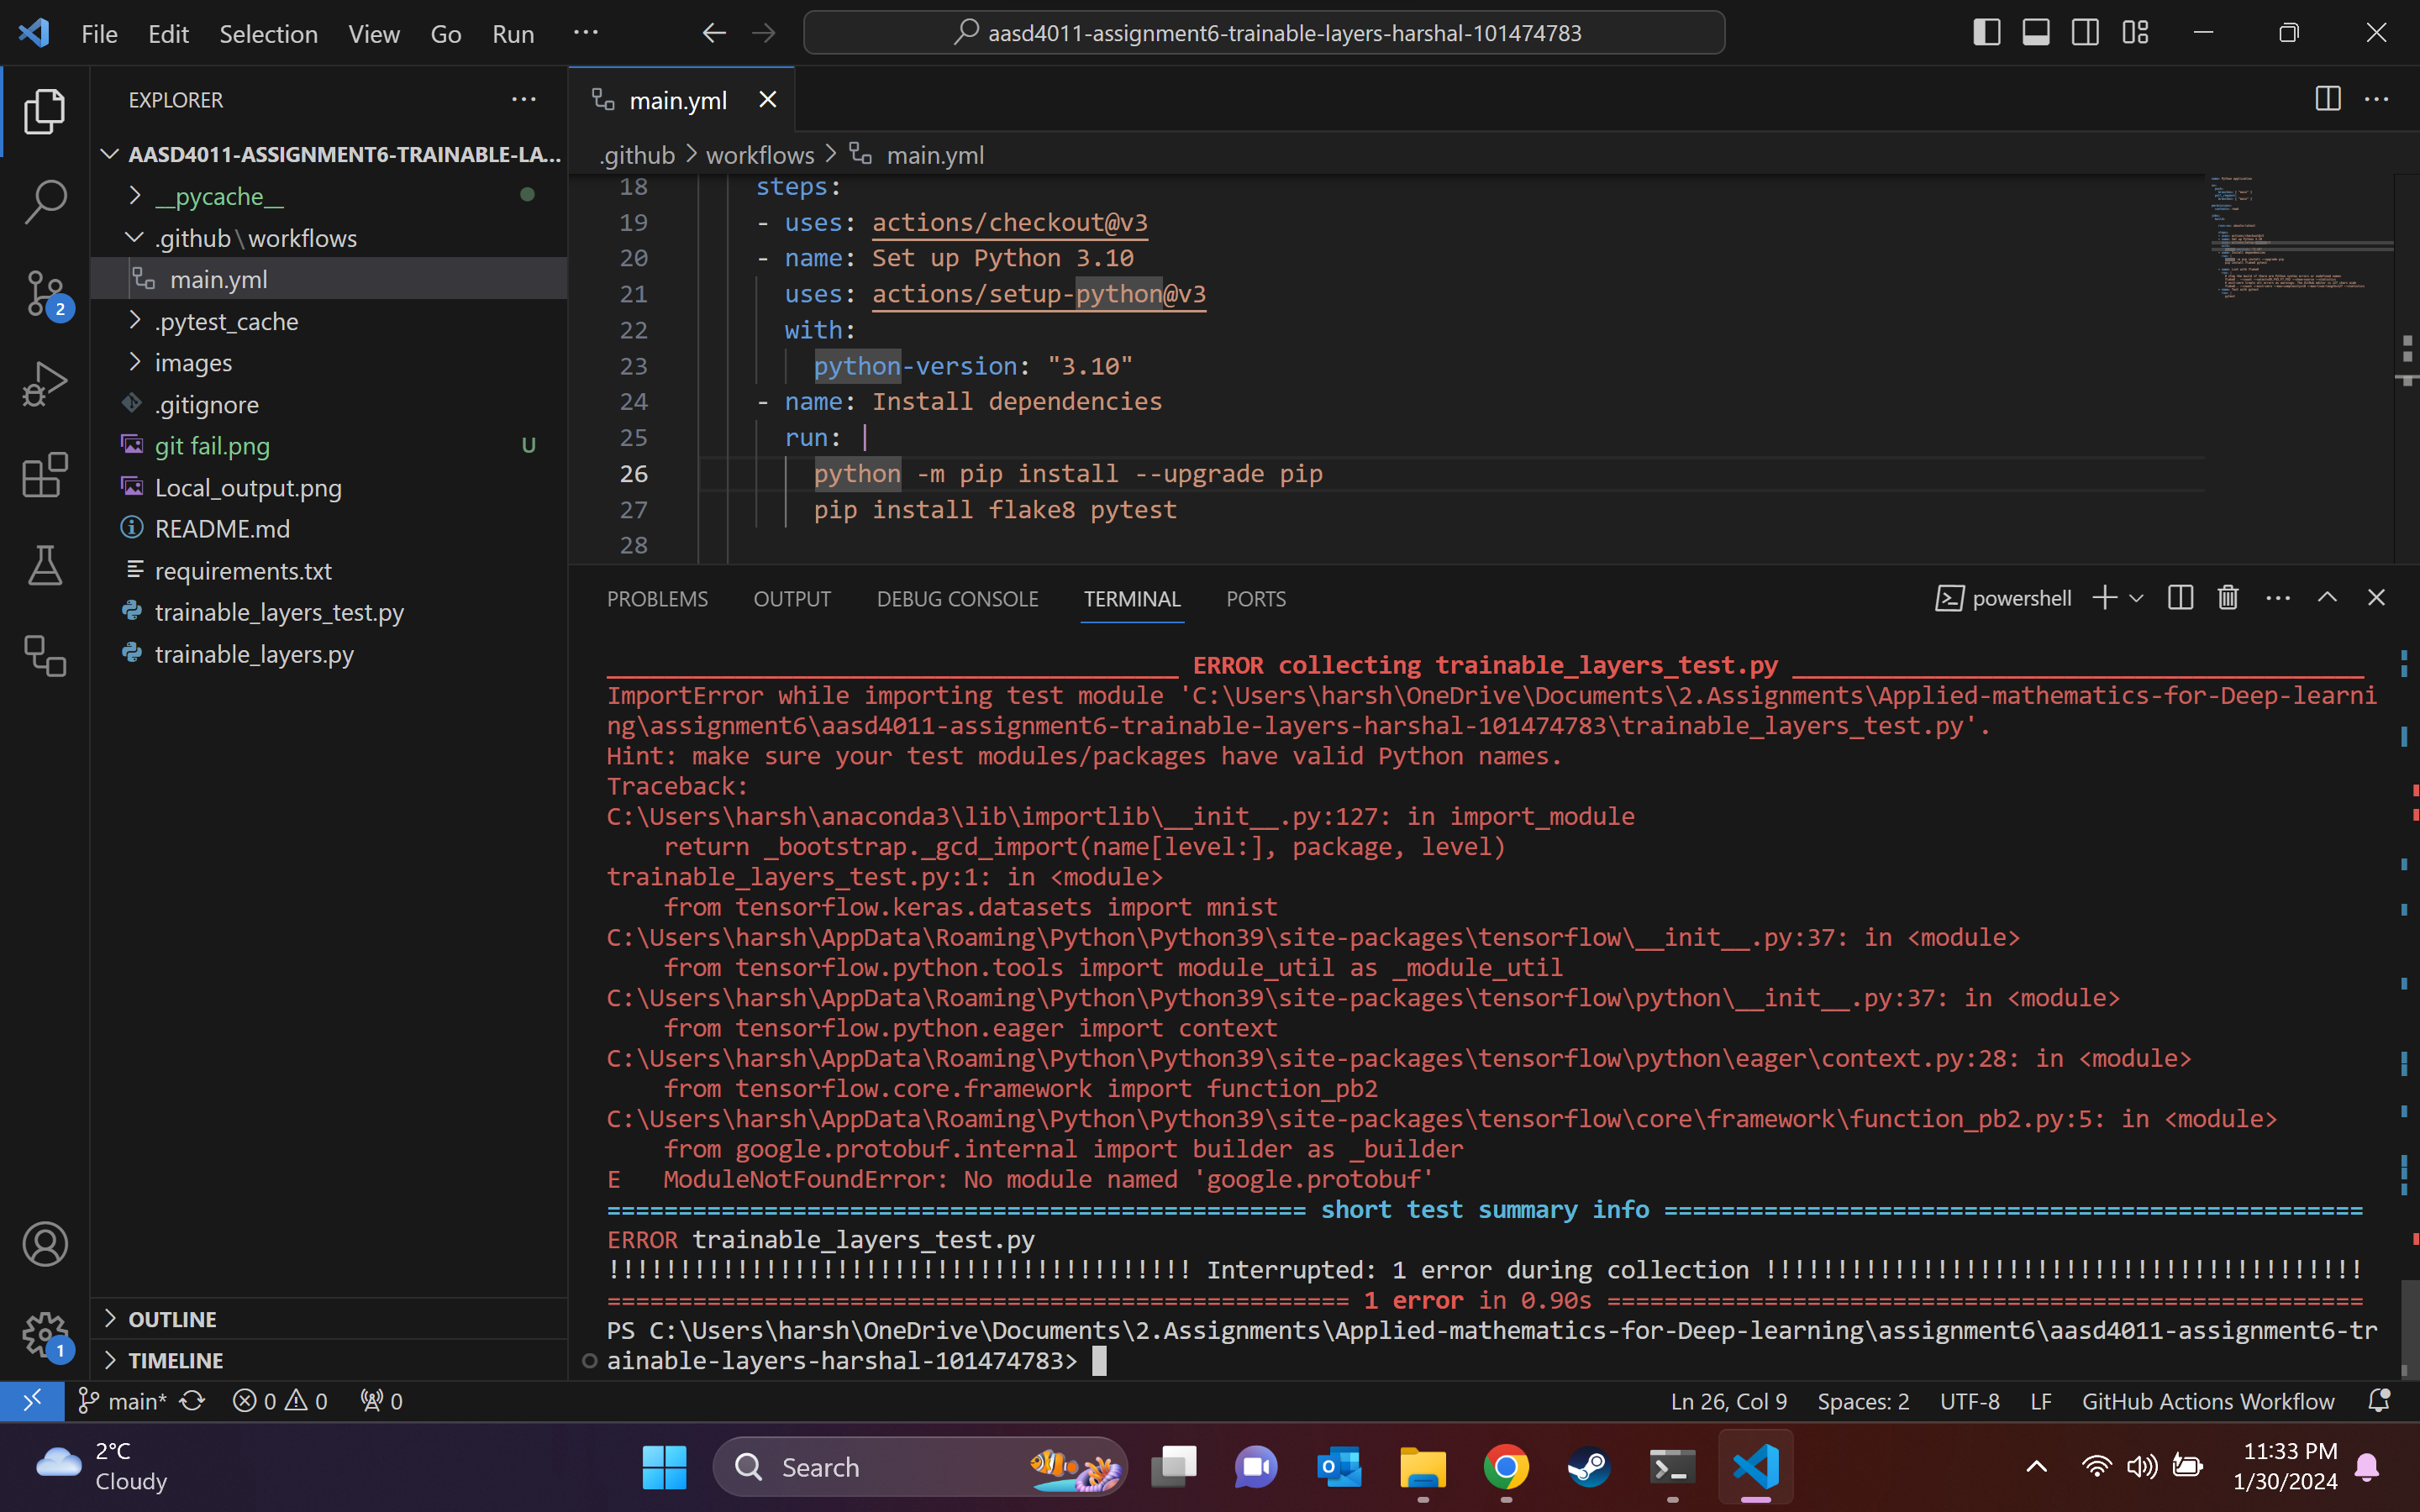 File Edit Selection View Go Run ··· aasd4011-assignment6-trainable-layers-harshal-101474783
EXPLORER ···
AASD4011-ASSIGNMENT6-TRAINABLE-LA...
__pycache__
.github\workflows
main.yml
.pytest_cache
images
.gitignore
git fail.png U
Local_output.png
README.md
requirements.txt
trainable_layers_test.py
trainable_layers.py
OUTLINE
TIMELINE
2
1
main.yml
.github > workflows > main.yml
18 steps:
19 - uses: actions/checkout@v3
20 - name: Set up Python 3.10
21 uses: actions/setup-python@v3
22 with:
23 python-version: "3.10"
24 - name: Install dependencies
25 run: |
26 python -m pip install --upgrade pip
27 pip install flake8 pytest
28
PROBLEMS OUTPUT DEBUG CONSOLE TERMINAL PORTS powershell
________________________________________ ERROR collecting trainable_layers_test.py ________________________________________
ImportError while importing test module 'C:\Users\harsh\OneDrive\Documents\2.Assignments\Applied-mathematics-for-Deep-learni
ng\assignment6\aasd4011-assignment6-trainable-layers-harshal-101474783\trainable_layers_test.py'.
Hint: make sure your test modules/packages have valid Python names.
Traceback:
C:\Users\harsh\anaconda3\lib\importlib\__init__.py:127: in import_module
    return _bootstrap._gcd_import(name[level:], package, level)
trainable_layers_test.py:1: in <module>
    from tensorflow.keras.datasets import mnist
C:\Users\harsh\AppData\Roaming\Python\Python39\site-packages\tensorflow\__init__.py:37: in <module>
    from tensorflow.python.tools import module_util as _module_util
C:\Users\harsh\AppData\Roaming\Python\Python39\site-packages\tensorflow\python\__init__.py:37: in <module>
    from tensorflow.python.eager import context
C:\Users\harsh\AppData\Roaming\Python\Python39\site-packages\tensorflow\python\eager\context.py:28: in <module>
    from tensorflow.core.framework import function_pb2
C:\Users\harsh\AppData\Roaming\Python\Python39\site-packages\tensorflow\core\framework\function_pb2.py:5: in <module>
    from google.protobuf.internal import builder as _builder
E   ModuleNotFoundError: No module named 'google.protobuf'
================================================= short test summary info =================================================
ERROR trainable_layers_test.py
!!!!!!!!!!!!!!!!!!!!!!!!!!!!!!!!!!!!!!!!! Interrupted: 1 error during collection !!!!!!!!!!!!!!!!!!!!!!!!!!!!!!!!!!!!!!!!!!
==================================================== 1 error in 0.90s =====================================================
PS C:\Users\harsh\OneDrive\Documents\2.Assignments\Applied-mathematics-for-Deep-learning\assignment6\aasd4011-assignment6-tr
ainable-layers-harshal-101474783>
main* 0 0 0 Ln 26, Col 9 Spaces: 2 UTF-8 LF GitHub Actions Workflow
2°C
Cloudy
Search
11:33 PM
1/30/2024